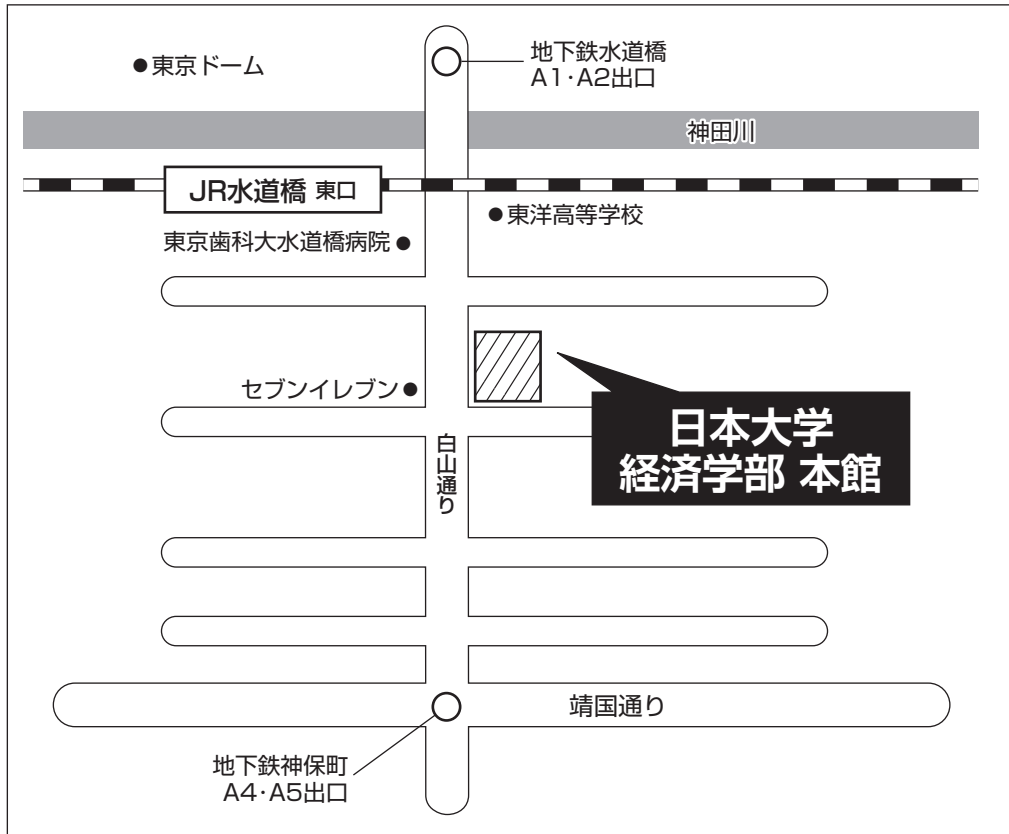 東京ドーム
地下鉄水道橋
A1・A2出口
神田川
JR水道橋 東口
東洋高等学校
東京歯科大水道橋病院
セブンイレブン
日本大学
経済学部 本館
白山通り
靖国通り
地下鉄神保町
A4・A5出口